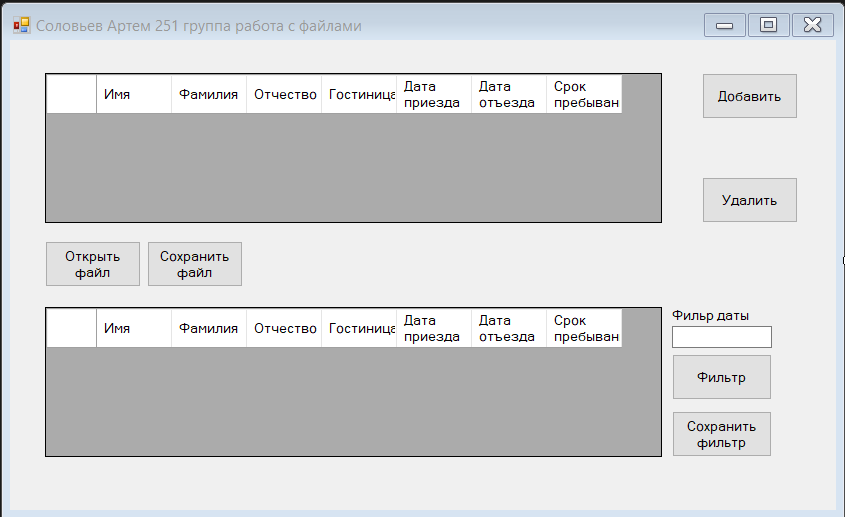 Соловьев Артем 251 группа работа с файлами
Имя Фамилия Отчество Гостиница Дата приезда Дата отъезда Срок пребыван
Добавить
Удалить
Открыть файл
Сохранить файл
Имя Фамилия Отчество Гостиница Дата приезда Дата отъезда Срок пребыван
Фильр даты
Фильтр
Сохранить фильтр